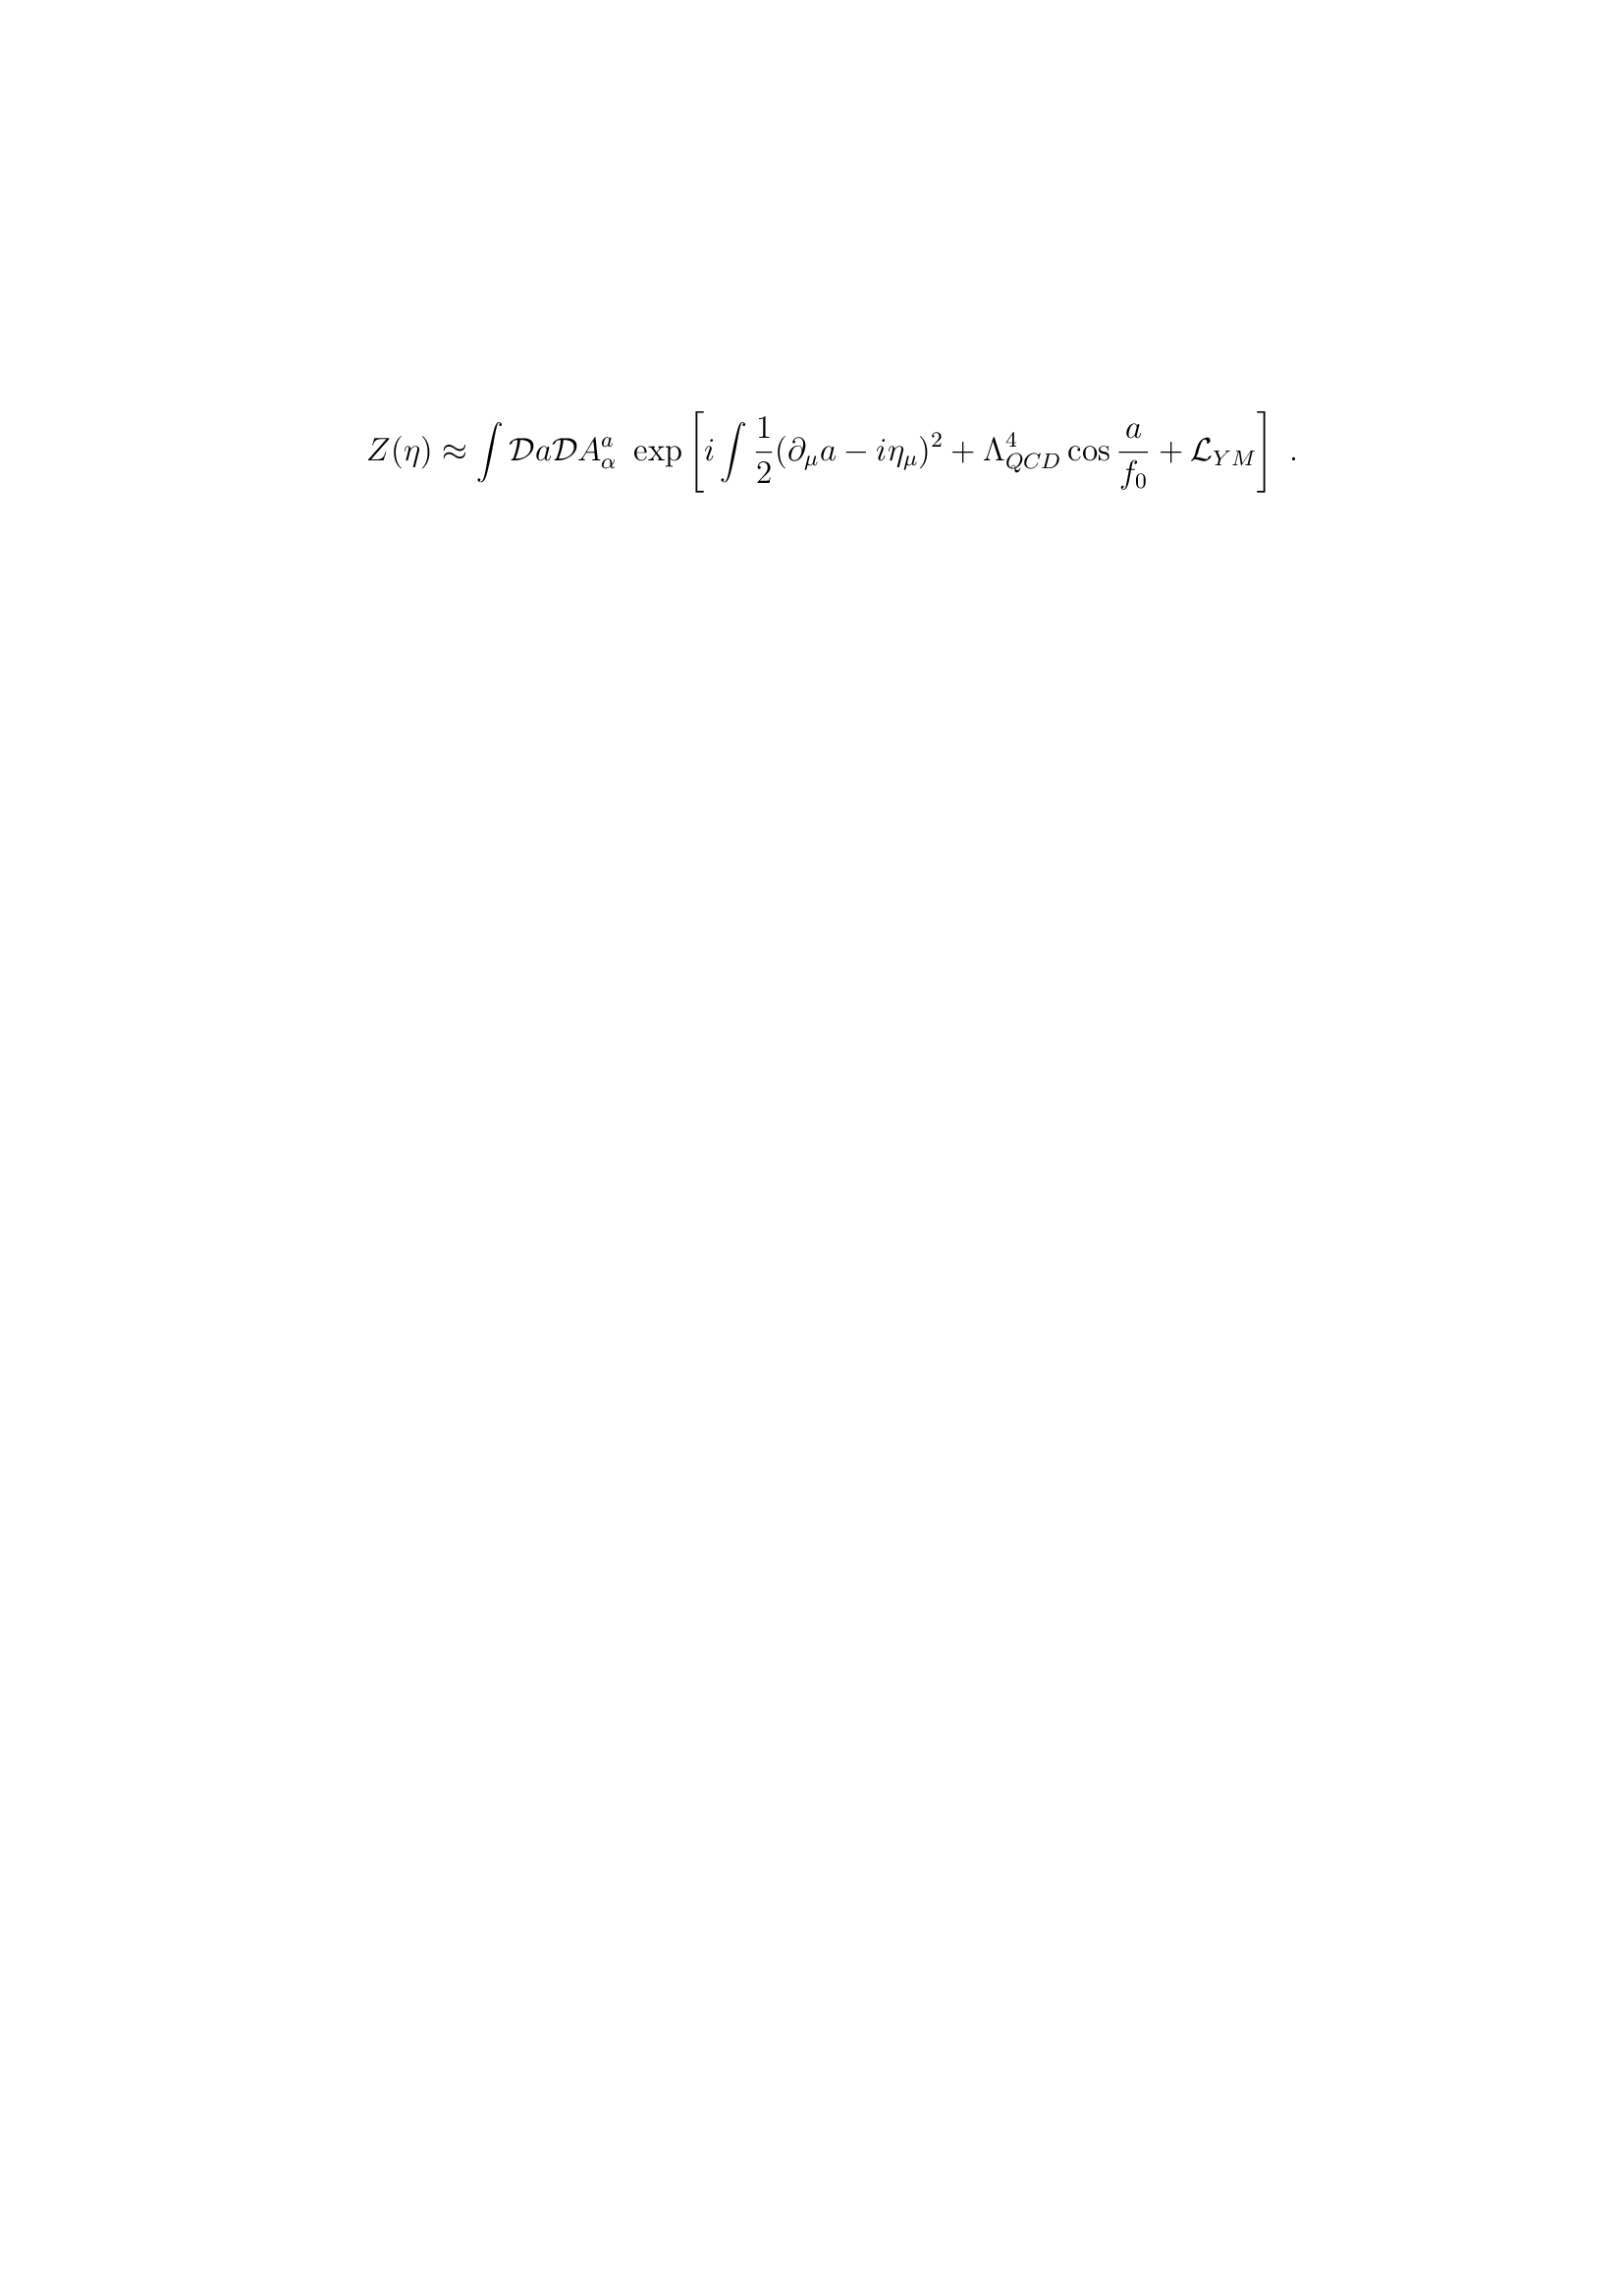 $Z(\eta) \approx \int \mathcal{D}a \mathcal{D}A^a_\alpha \ \exp\left[ i \int \frac{1}{2} (\partial_\mu a - i\eta_\mu)^2 + \Lambda^4_{QCD} \cos\frac{a}{f_0} + \mathcal{L}_{YM} \right] \ .$